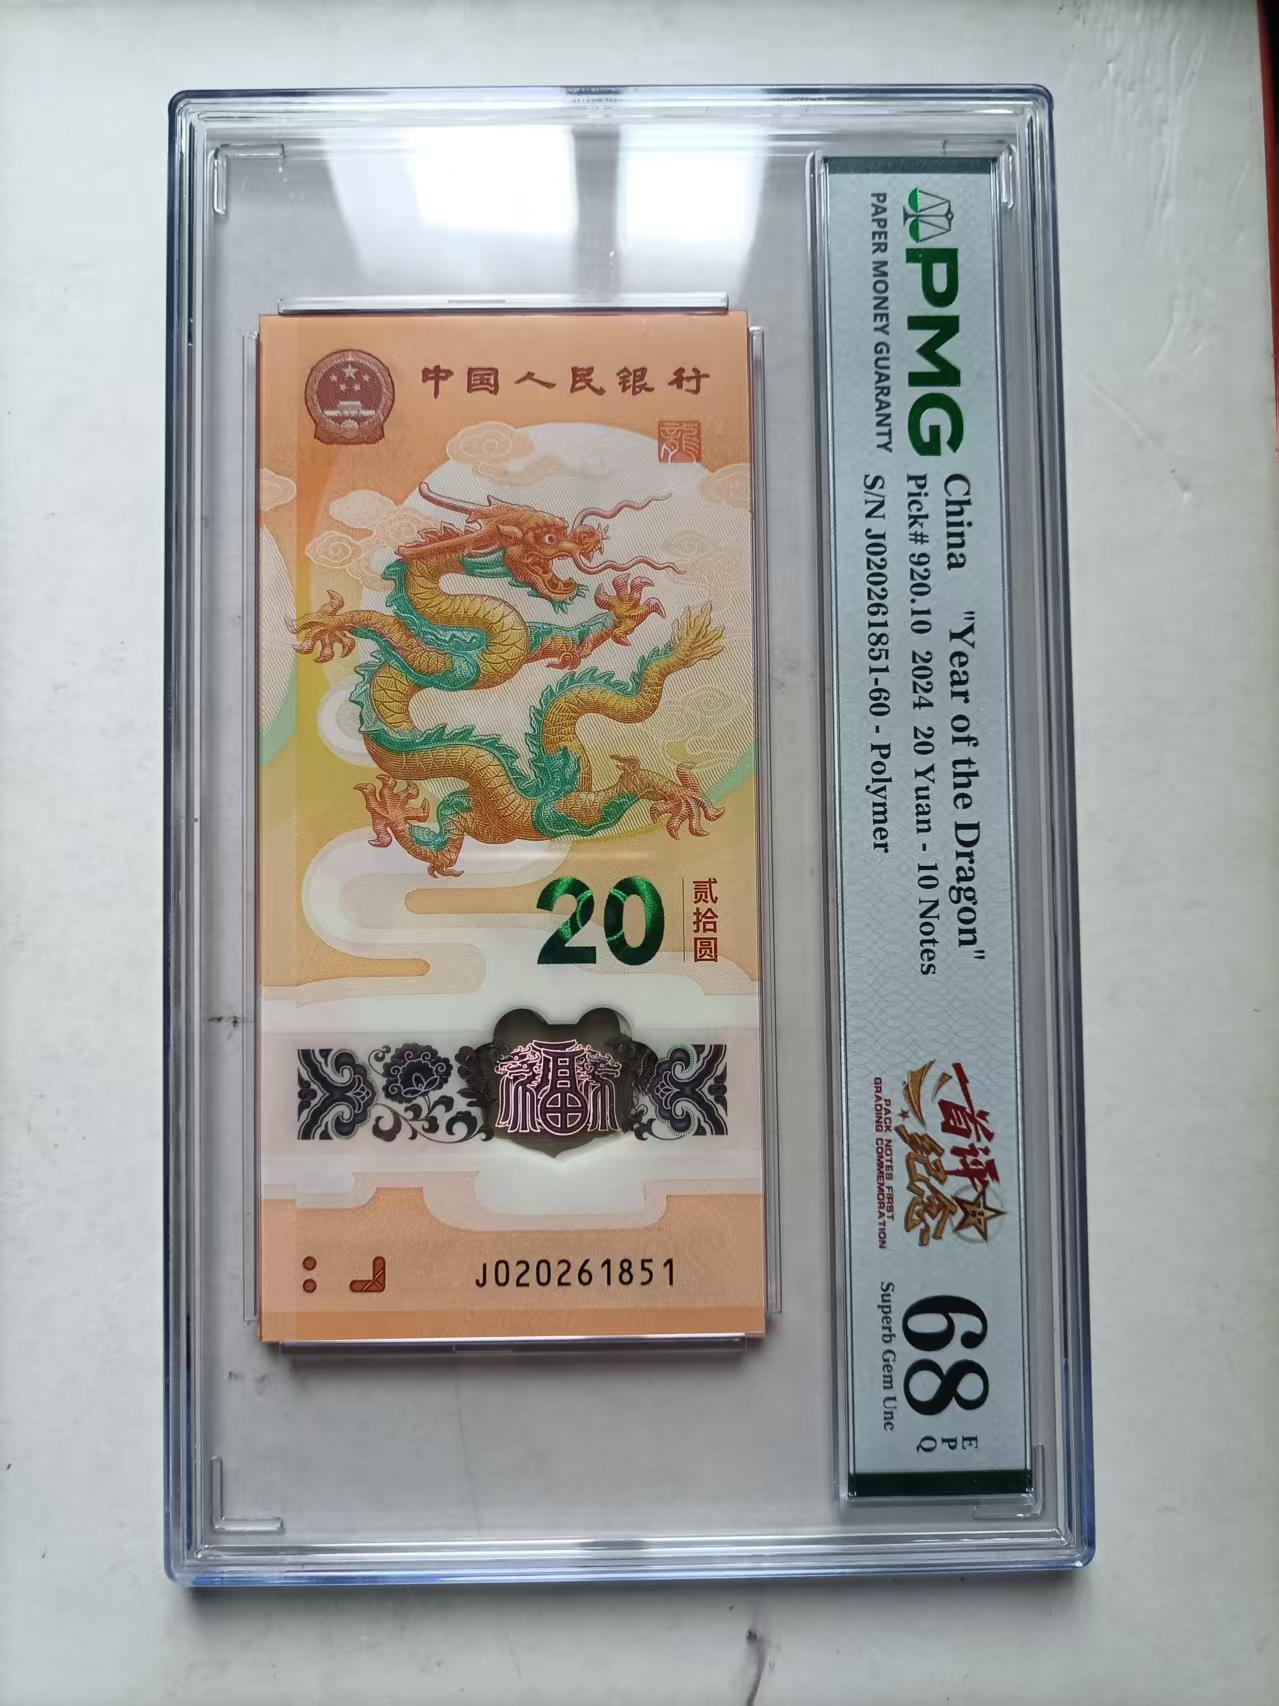 中国人民银行
龍
20
贰拾圆
福
J020261851
PMG
PAPER MONEY GUARANTY
China "Year of the Dragon"
Pick# 920.10 2024 20 Yuan - 10 Notes
S/N J020261851-60 - Polymer
首评
纪念
PACK NOTES FIRST
GRADING COMMEMORATION
68
EPQ
Superb Gem Unc